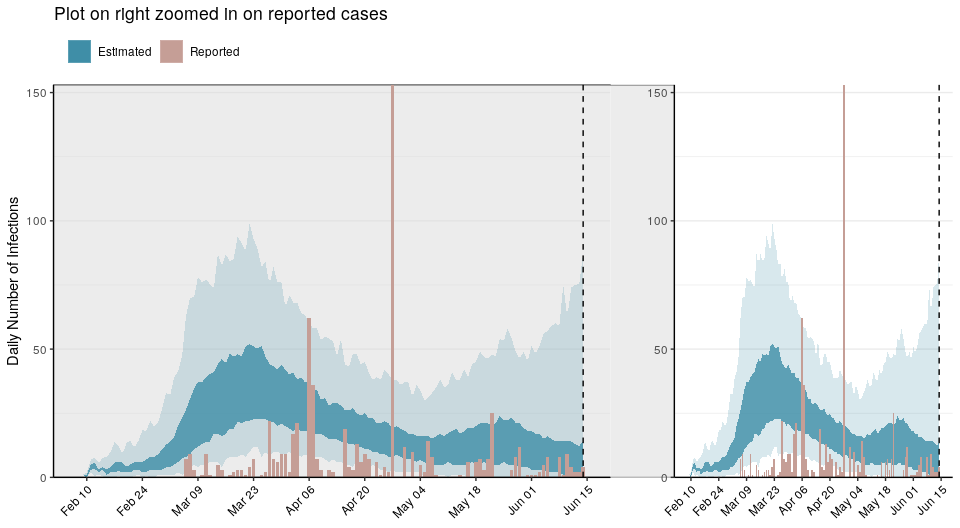 Plot on right zoomed in on reported cases
Estimated Reported
Daily Number of Infections
150
100
50
0
Feb 10 Feb 24 Mar 09 Mar 23 Apr 06 Apr 20 May 04 May 18 Jun 01 Jun 15
150
100
50
0
Feb 10 Feb 24 Mar 09 Mar 23 Apr 06 Apr 20 May 04 May 18 Jun 01 Jun 15